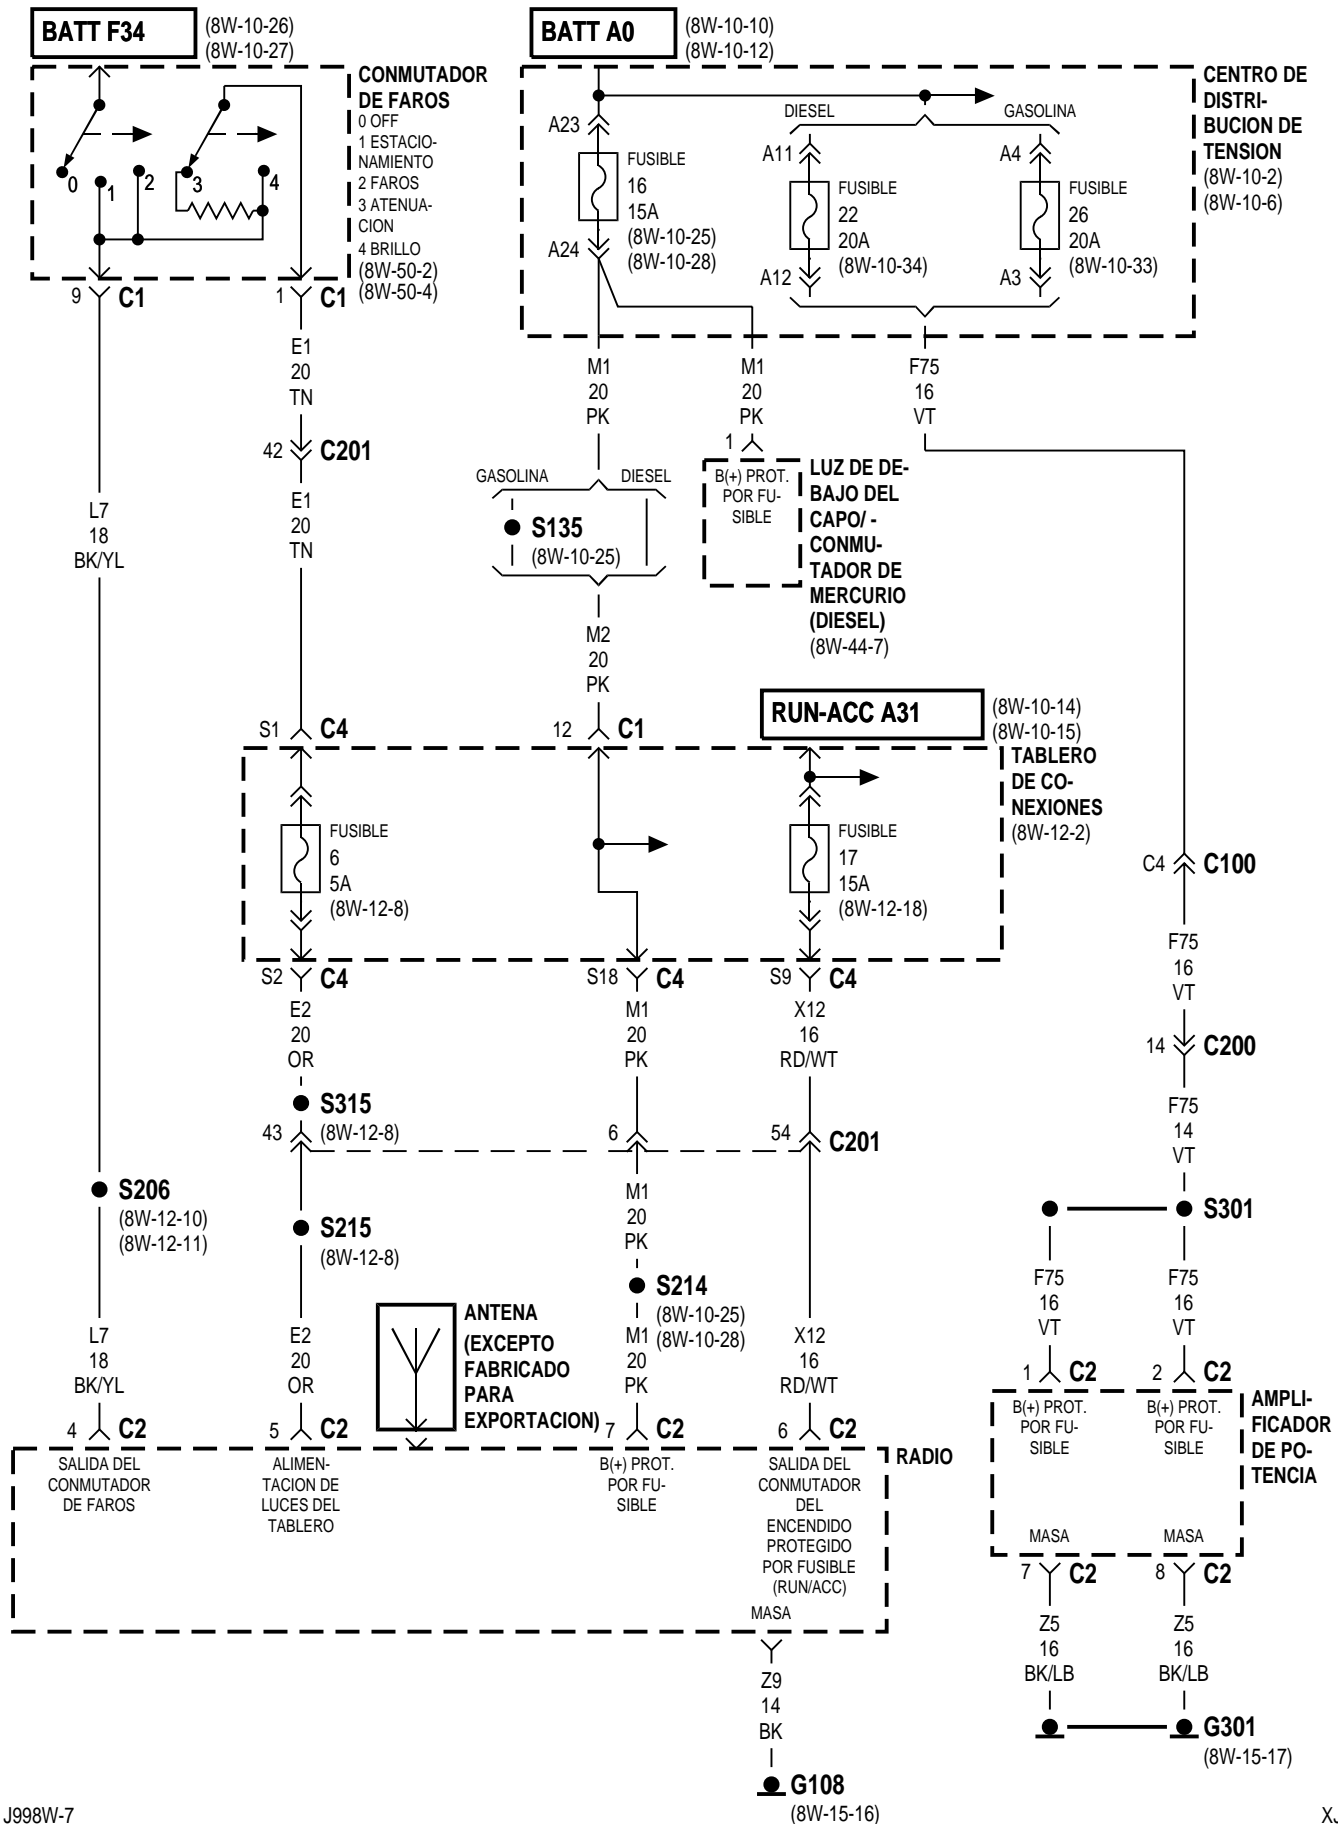 BATT F34
(8W-10-26)
(8W-10-27)
BATT A0
(8W-10-10)
(8W-10-12)
CONMUTADOR
DE FAROS
0 OFF
1 ESTACIO-
NAMIENTO
2 FAROS
3 ATENUA-
CION
4 BRILLO
(8W-50-2)
(8W-50-4)
0
1
2
3
4
9
C1
1
C1
CENTRO DE
DISTRI-
BUCION DE
TENSION
(8W-10-2)
(8W-10-6)
DIESEL
GASOLINA
A23
FUSIBLE
16
15A
(8W-10-25)
(8W-10-28)
A24
A11
FUSIBLE
22
20A
(8W-10-34)
A12
A4
FUSIBLE
26
20A
(8W-10-33)
A3
E1
20
TN
42
C201
E1
20
TN
L7
18
BK/YL
M1
20
PK
M1
20
PK
F75
16
VT
1
B(+) PROT.
POR FU-
SIBLE
LUZ DE DE-
BAJO DEL
CAPO/ -
CONMU-
TADOR DE
MERCURIO
(DIESEL)
(8W-44-7)
GASOLINA
DIESEL
S135
(8W-10-25)
M2
20
PK
RUN-ACC A31
(8W-10-14)
(8W-10-15)
S1
C4
12
C1
TABLERO
DE CO-
NEXIONES
(8W-12-2)
FUSIBLE
6
5A
(8W-12-8)
FUSIBLE
17
15A
(8W-12-18)
C4
C100
S2
C4
S18
C4
S9
C4
E2
20
OR
M1
20
PK
X12
16
RD/WT
F75
16
VT
14
C200
F75
14
VT
S315
(8W-12-8)
43
6
54
C201
S206
(8W-12-10)
(8W-12-11)
S215
(8W-12-8)
M1
20
PK
S214
(8W-10-25)
(8W-10-28)
S301
F75
16
VT
F75
16
VT
L7
18
BK/YL
E2
20
OR
ANTENA
(EXCEPTO
FABRICADO
PARA
EXPORTACION)
M1
20
PK
X12
16
RD/WT
1
C2
2
C2
4
C2
5
C2
7
C2
6
C2
RADIO
SALIDA DEL
CONMUTADOR
DE FAROS
ALIMEN-
TACION DE
LUCES DEL
TABLERO
B(+) PROT.
POR FU-
SIBLE
SALIDA DEL
CONMUTADOR
DEL
ENCENDIDO
PROTEGIDO
POR FUSIBLE
(RUN/ACC)
MASA
B(+) PROT.
POR FU-
SIBLE
B(+) PROT.
POR FU-
SIBLE
AMPLI-
FICADOR
DE PO-
TENCIA
MASA
MASA
7
C2
8
C2
Z5
16
BK/LB
Z5
16
BK/LB
G301
(8W-15-17)
Z9
14
BK
G108
(8W-15-16)
J998W-7
XJ